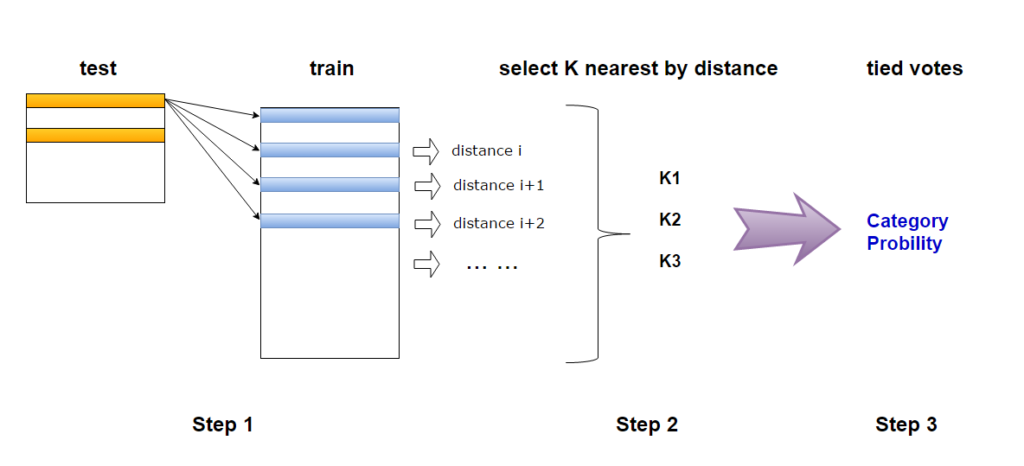 test
train
select K nearest by distance
tied votes
distance i
distance i+1
distance i+2
... ...
K1
K2
K3
Category
Probility
Step 1
Step 2
Step 3